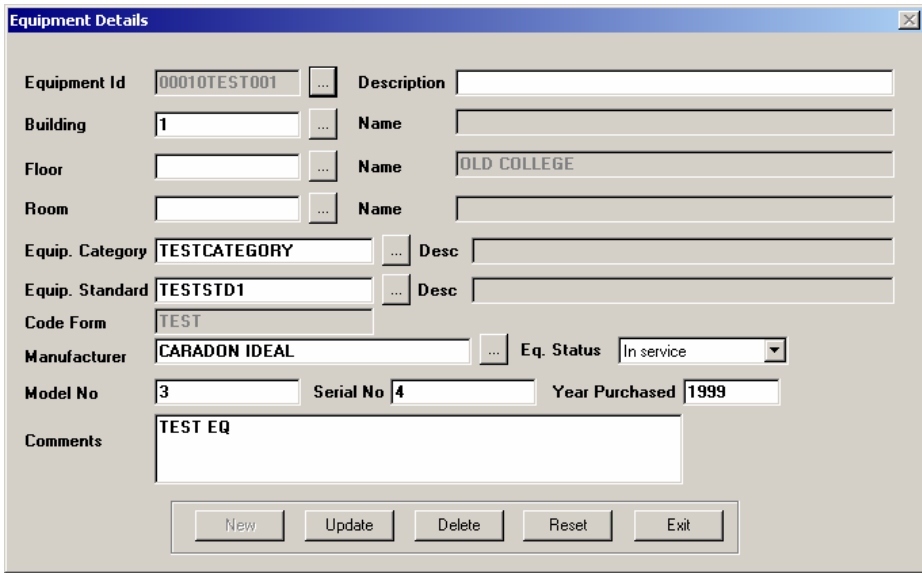 Equipment Details
Equipment Id 00010TEST001 ... Description
Building 1 ... Name
Floor ... Name OLD COLLEGE
Room ... Name
Equip. Category TESTCATEGORY ... Desc
Equip. Standard TESTSTD1 ... Desc
Code Form TEST
Manufacturer CARADON IDEAL ... Eq. Status In service
Model No 3 Serial No 4 Year Purchased 1999
Comments TEST EQ
New Update Delete Reset Exit